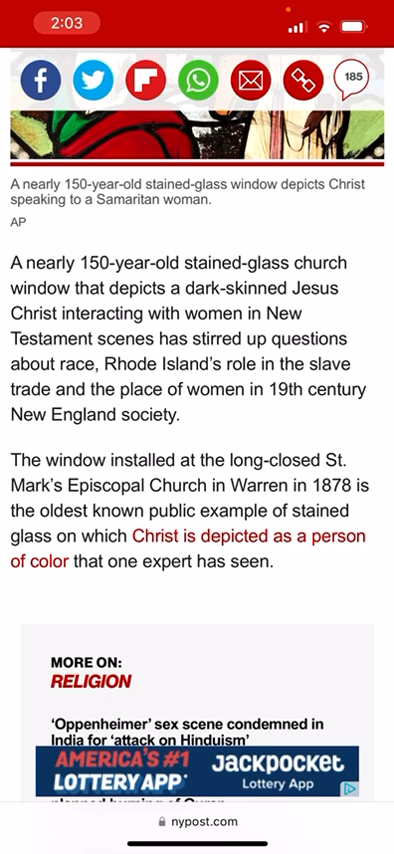 2:03
185
A nearly 150-year-old stained-glass window depicts Christ
speaking to a Samaritan woman.
AP
A nearly 150-year-old stained-glass church
window that depicts a dark-skinned Jesus
Christ interacting with women in New
Testament scenes has stirred up questions
about race, Rhode Island’s role in the slave
trade and the place of women in 19th century
New England society.
The window installed at the long-closed St.
Mark’s Episcopal Church in Warren in 1878 is
the oldest known public example of stained
glass on which Christ is depicted as a person
of color that one expert has seen.
MORE ON:
RELIGION
‘Oppenheimer’ sex scene condemned in
India for ‘attack on Hinduism’
AMERICA'S #1
LOTTERY APP*
Jackpocket
Lottery App
nypost.com